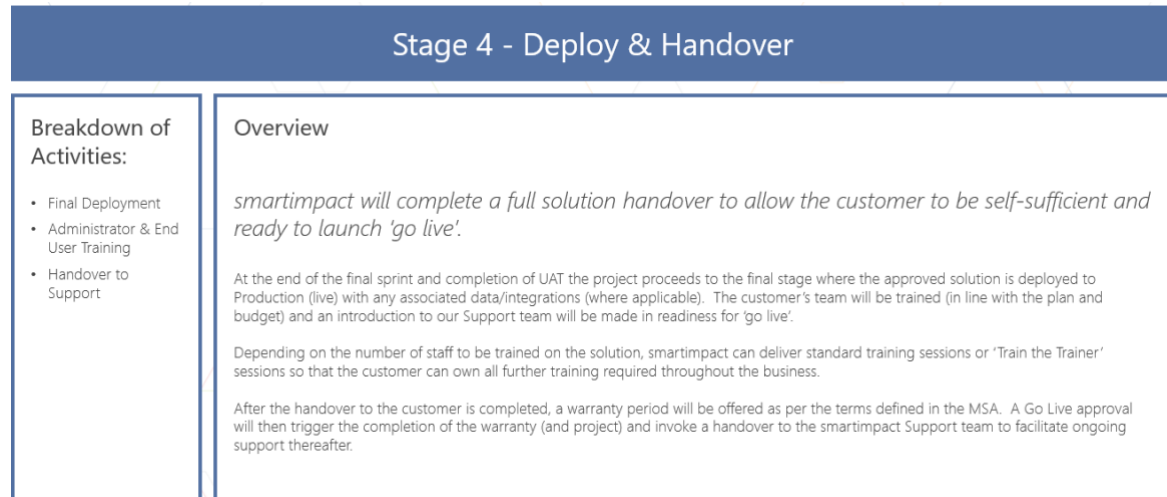 Stage 4 - Deploy & Handover
Breakdown of
Activities:
• Final Deployment
• Administrator & End
User Training
• Handover to
Support
Overview
smartimpact will complete a full solution handover to allow the customer to be self-sufficient and
ready to launch ‘go live’.
At the end of the final sprint and completion of UAT the project proceeds to the final stage where the approved solution is deployed to
Production (live) with any associated data/integrations (where applicable).  The customer’s team will be trained (in line with the plan and
budget) and an introduction to our Support team will be made in readiness for ‘go live’.
Depending on the number of staff to be trained on the solution, smartimpact can deliver standard training sessions or ‘Train the Trainer’
sessions so that the customer can own all further training required throughout the business.
After the handover to the customer is completed, a warranty period will be offered as per the terms defined in the MSA.  A Go Live approval
will then trigger the completion of the warranty (and project) and invoke a handover to the smartimpact Support team to facilitate ongoing
support thereafter.